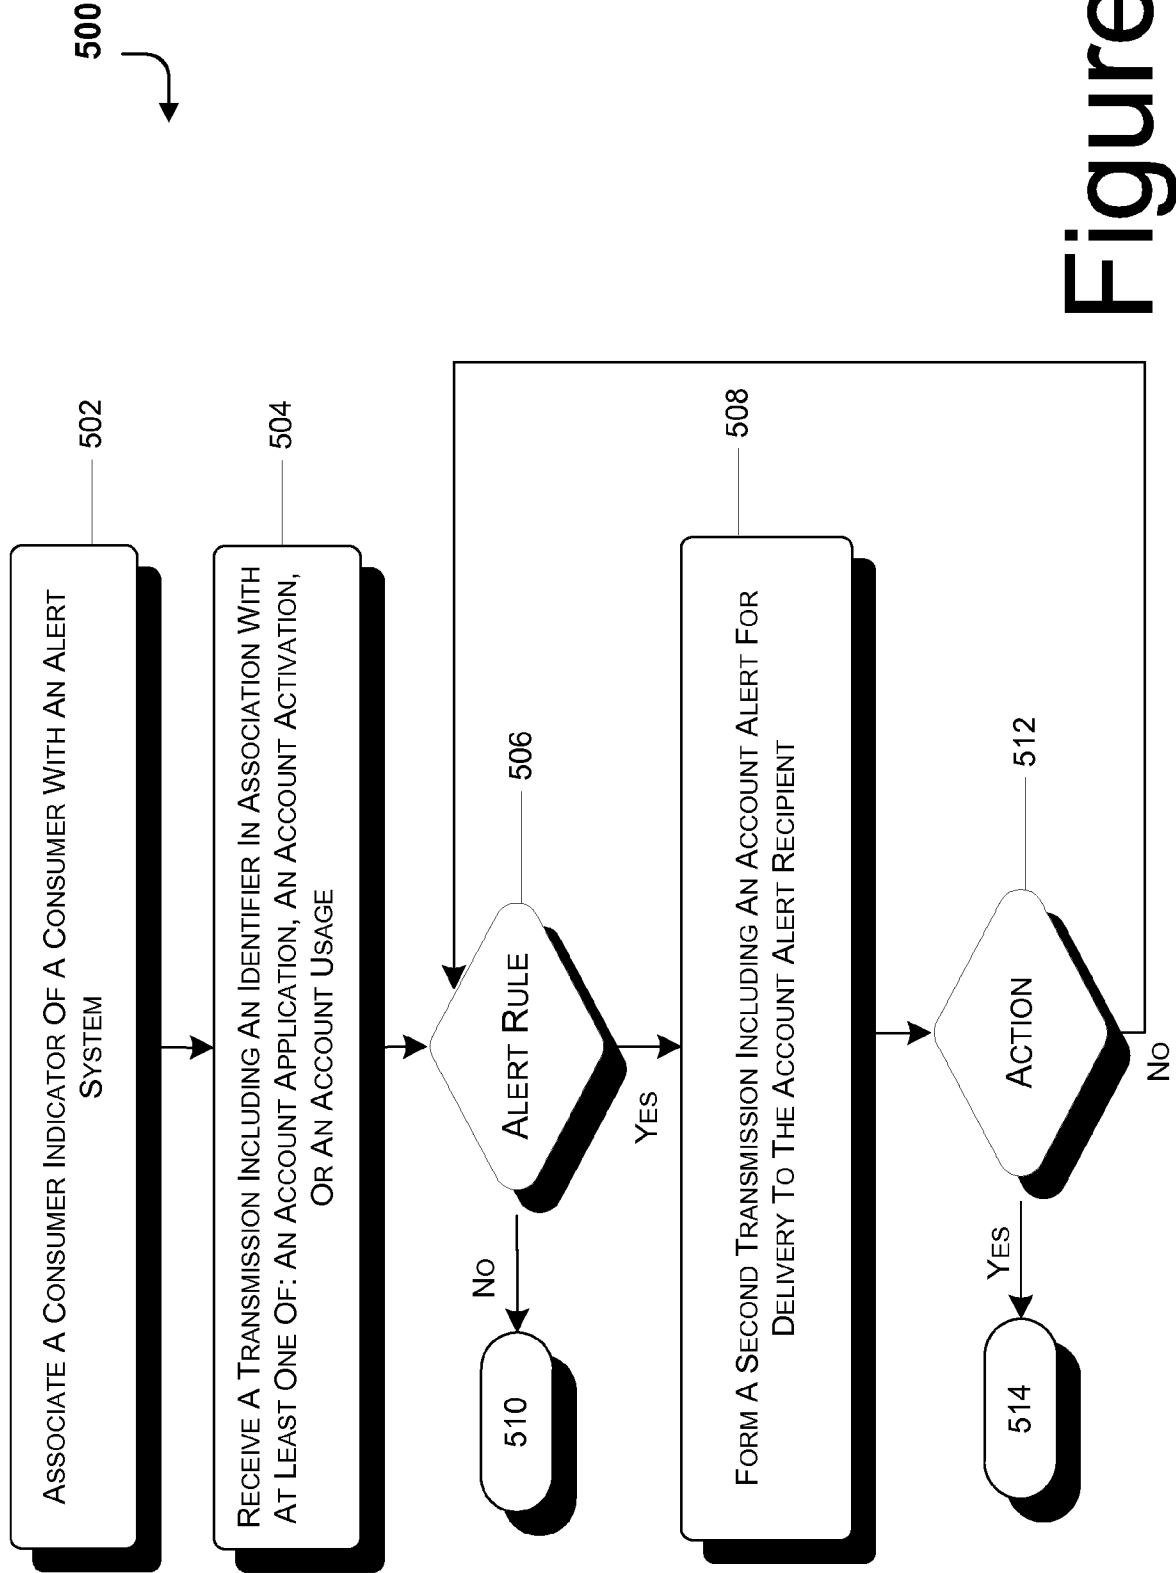 500
ASSOCIATE A CONSUMER INDICATOR OF A CONSUMER WITH AN ALERT
SYSTEM
502
RECEIVE A TRANSMISSION INCLUDING AN IDENTIFIER IN ASSOCIATION WITH
AT LEAST ONE OF: AN ACCOUNT APPLICATION, AN ACCOUNT ACTIVATION,
OR AN ACCOUNT USAGE
504
ALERT RULE
506
NO
510
YES
FORM A SECOND TRANSMISSION INCLUDING AN ACCOUNT ALERT FOR
DELIVERY TO THE ACCOUNT ALERT RECIPIENT
508
ACTION
512
YES
514
NO
Figure